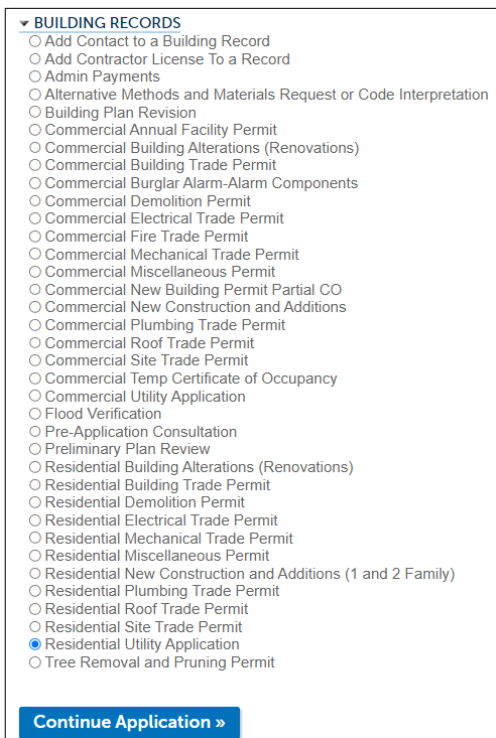 BUILDING RECORDS
Add Contact to a Building Record
Add Contractor License To a Record
Admin Payments
Alternative Methods and Materials Request or Code Interpretation
Building Plan Revision
Commercial Annual Facility Permit
Commercial Building Alterations (Renovations)
Commercial Building Trade Permit
Commercial Burglar Alarm-Alarm Components
Commercial Demolition Permit
Commercial Electrical Trade Permit
Commercial Fire Trade Permit
Commercial Mechanical Trade Permit
Commercial Miscellaneous Permit
Commercial New Building Permit Partial CO
Commercial New Construction and Additions
Commercial Plumbing Trade Permit
Commercial Roof Trade Permit
Commercial Site Trade Permit
Commercial Temp Certificate of Occupancy
Commercial Utility Application
Flood Verification
Pre-Application Consultation
Preliminary Plan Review
Residential Building Alterations (Renovations)
Residential Building Trade Permit
Residential Demolition Permit
Residential Electrical Trade Permit
Residential Mechanical Trade Permit
Residential Miscellaneous Permit
Residential New Construction and Additions (1 and 2 Family)
Residential Plumbing Trade Permit
Residential Roof Trade Permit
Residential Site Trade Permit
Residential Utility Application
Tree Removal and Pruning Permit
Continue Application »